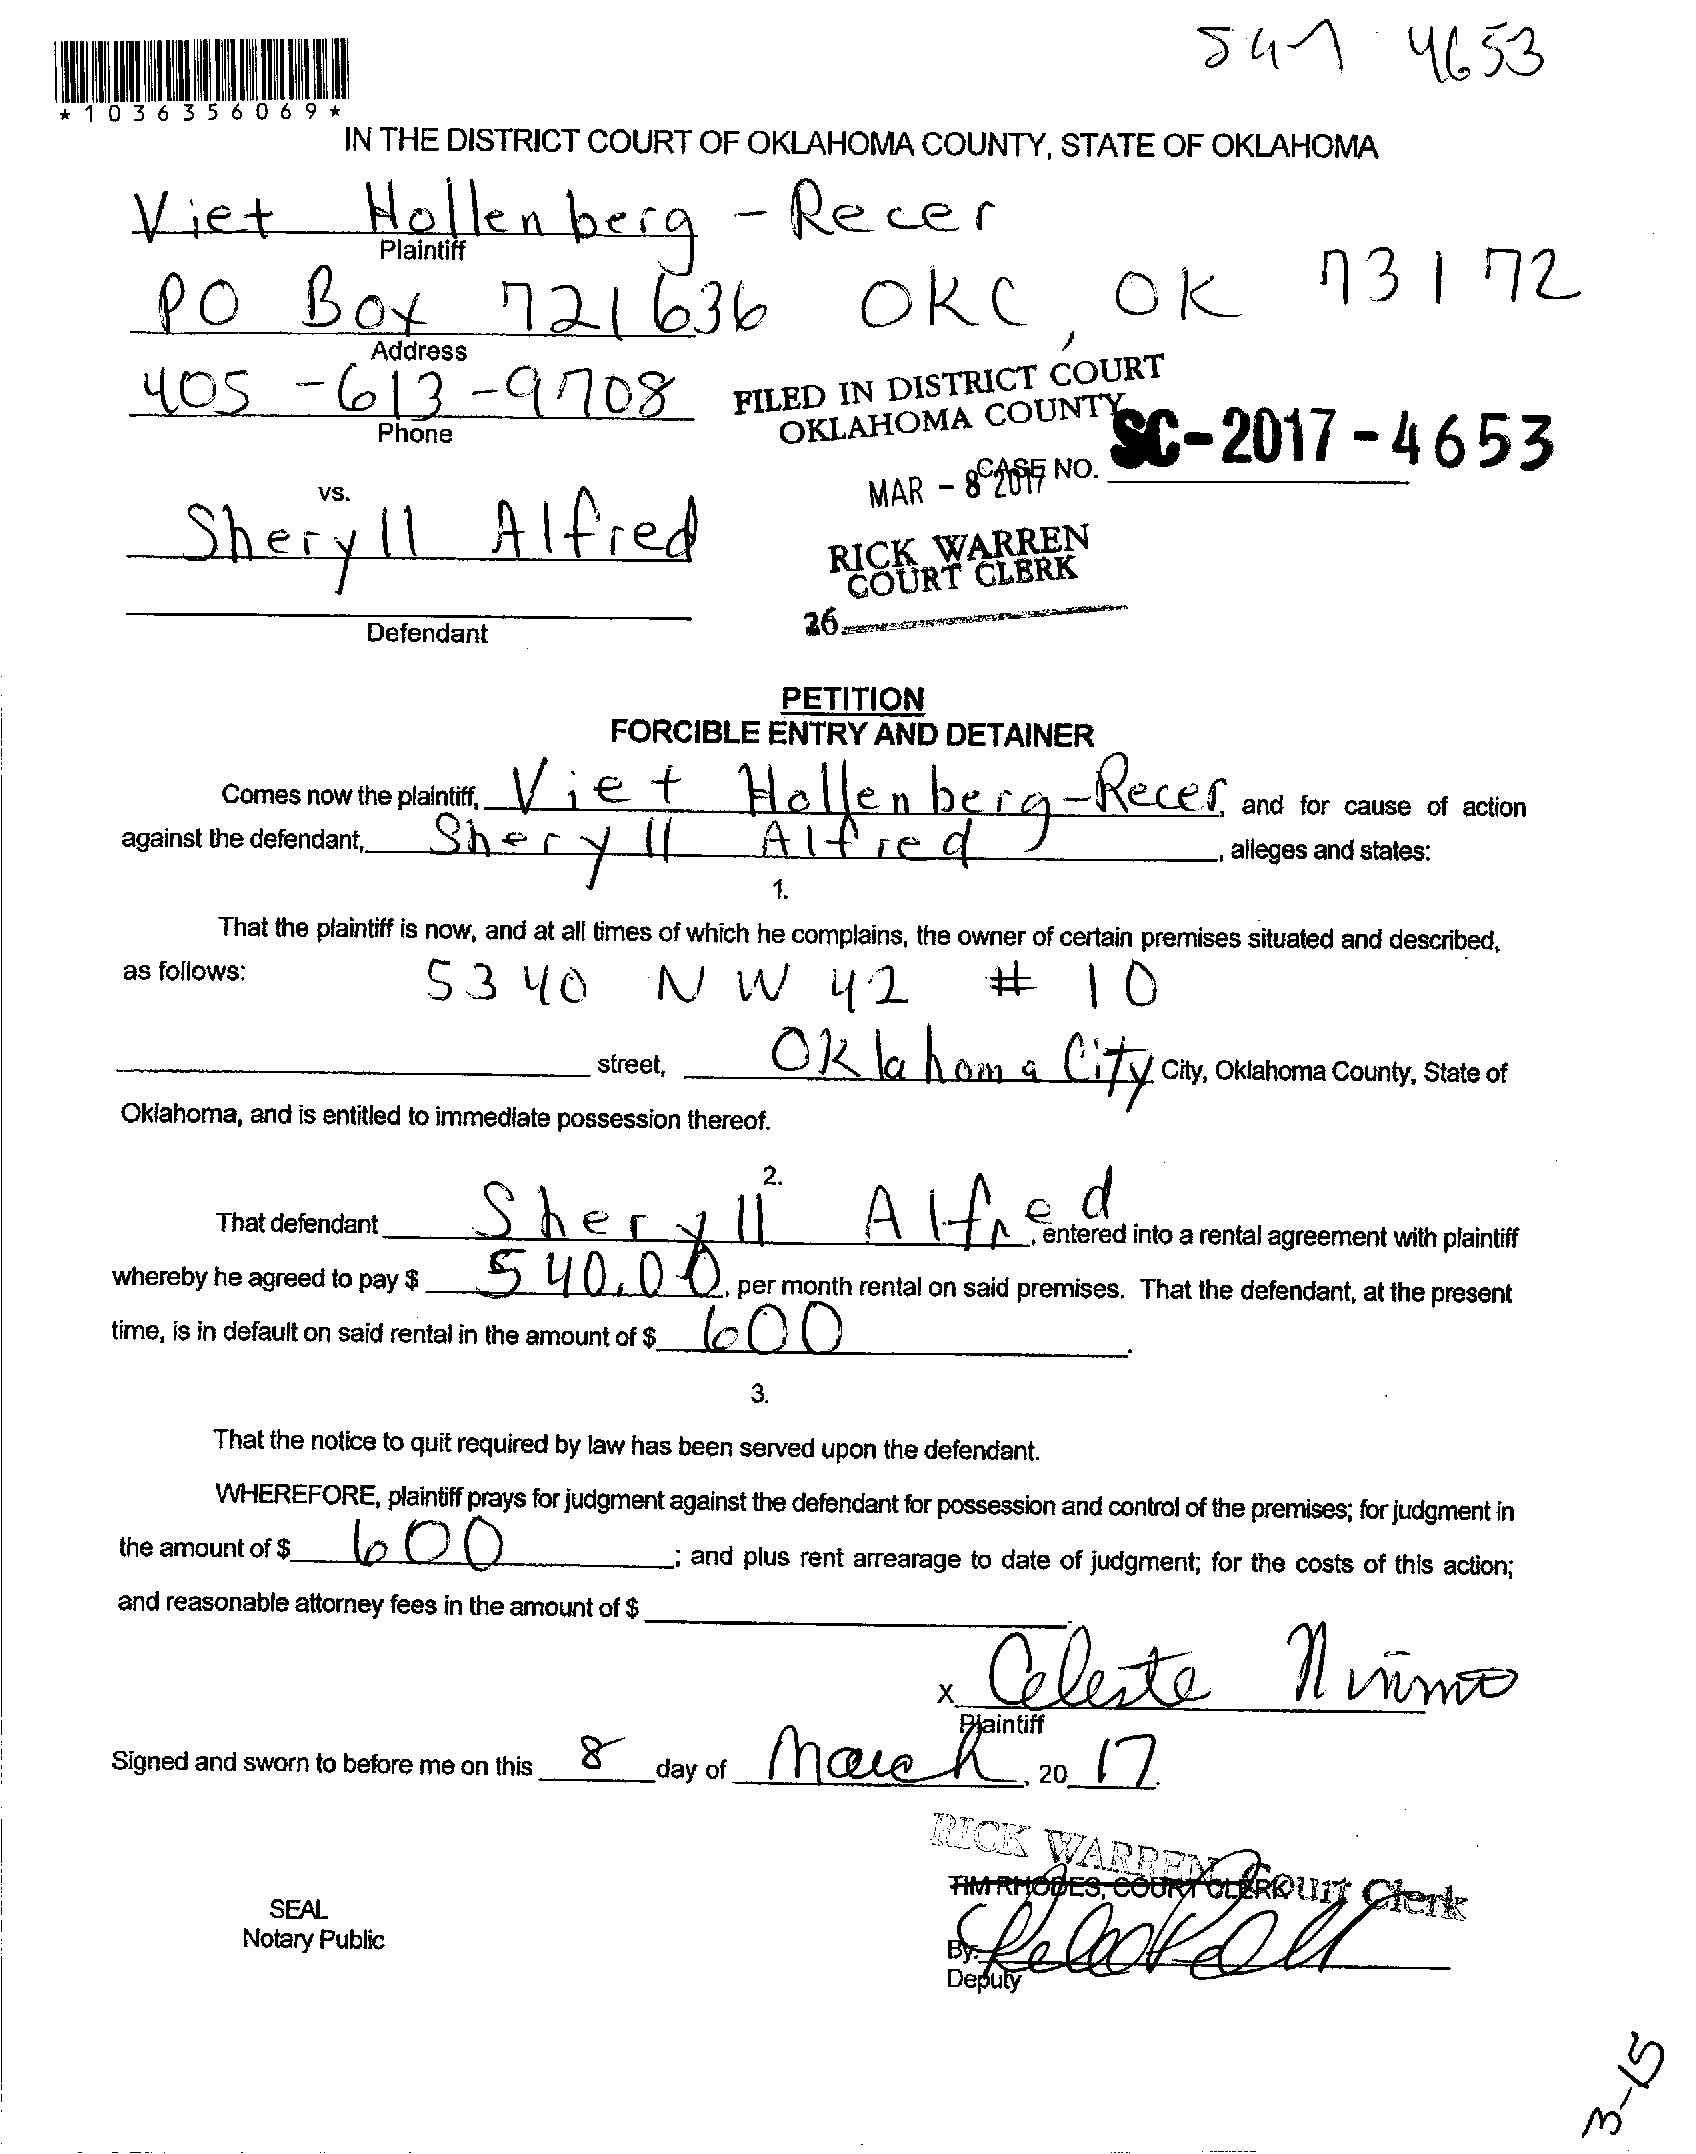 547 4653
*1036356069*
IN THE DISTRICT COURT OF OKLAHOMA COUNTY, STATE OF OKLAHOMA
Viet Hollenberg-Recer
Plaintiff
PO Box 721636 OKC, OK 73172
Address
405-613-9708
Phone
FILED IN DISTRICT COURT
OKLAHOMA COUNTY
CASE NO. SC-2017-4653
MAR - 8 2017
vs.
Sheryll Alfred
Defendant
RICK WARREN
COURT CLERK
26
PETITION
FORCIBLE ENTRY AND DETAINER
Comes now the plaintiff, Viet Hollenberg-Recer, and for cause of action
against the defendant, Sheryll Alfred, alleges and states:
1.
That the plaintiff is now, and at all times of which he complains, the owner of certain premises situated and described,
as follows: 5340 NW 42 # 10
street, Oklahoma City City, Oklahoma County, State of
Oklahoma, and is entitled to immediate possession thereof.
2.
That defendant Sheryll Alfred, entered into a rental agreement with plaintiff
whereby he agreed to pay $ 540.00, per month rental on said premises. That the defendant, at the present
time, is in default on said rental in the amount of $ 600.
3.
That the notice to quit required by law has been served upon the defendant.
WHEREFORE, plaintiff prays for judgment against the defendant for possession and control of the premises; for judgment in
the amount of $ 600; and plus rent arrearage to date of judgment; for the costs of this action;
and reasonable attorney fees in the amount of $
x Celeste Nimmo
Plaintiff
Signed and sworn to before me on this 8 day of March, 2017.
RICK WARREN Court Clerk
TIM RHODES, COURT CLERK
SEAL
Notary Public
By:
Deputy
3-15